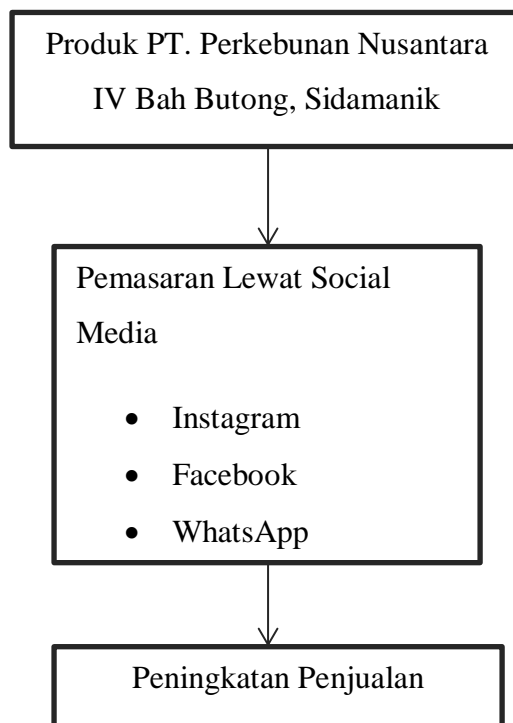 Produk PT. Perkebunan Nusantara
IV Bah Butong, Sidamanik
Pemasaran Lewat Social
Media
• Instagram
• Facebook
• WhatsApp
Peningkatan Penjualan